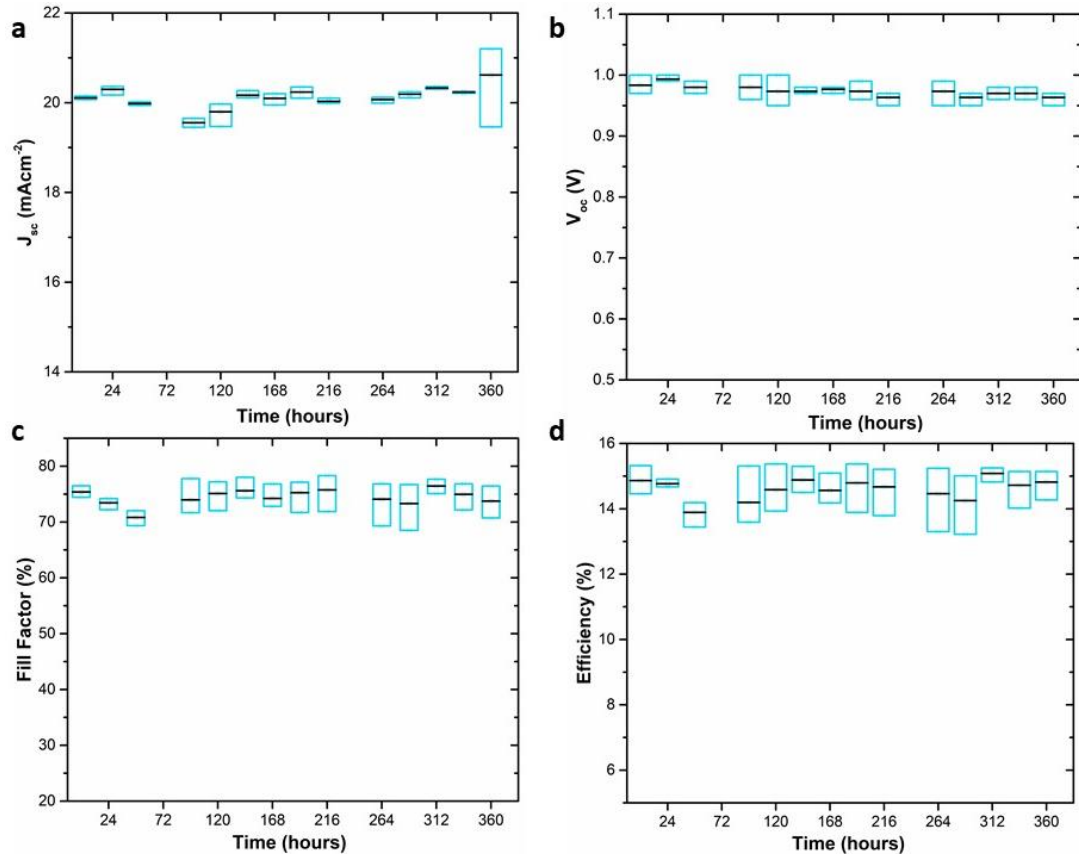 a
22
20
18
16
14
J_sc (mAcm⁻²)
24 72 120 168 216 264 312 360
Time (hours)
b
1.1
1.0
0.9
0.8
0.7
0.6
0.5
V_oc (V)
24 72 120 168 216 264 312 360
Time (hours)
c
80
70
60
50
40
30
20
Fill Factor (%)
24 72 120 168 216 264 312 360
Time (hours)
d
16
14
12
10
8
6
Efficiency (%)
24 72 120 168 216 264 312 360
Time (hours)